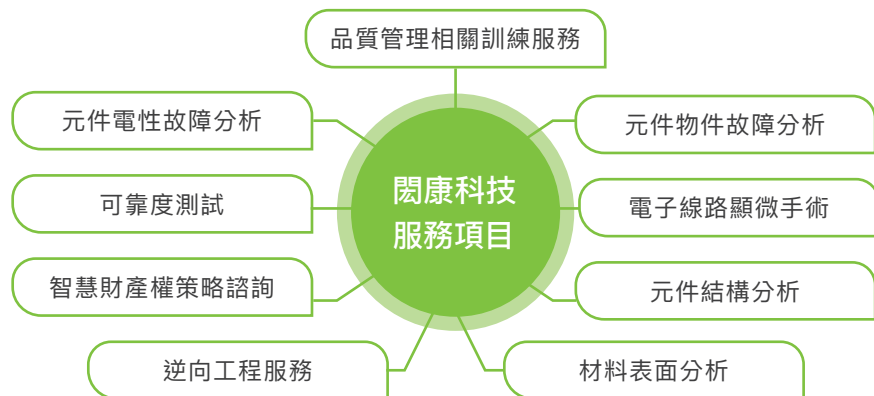 品質管理相關訓練服務
元件電性故障分析
元件物件故障分析
閎康科技
服務項目
可靠度測試
電子線路顯微手術
智慧財產權策略諮詢
元件結構分析
逆向工程服務
材料表面分析